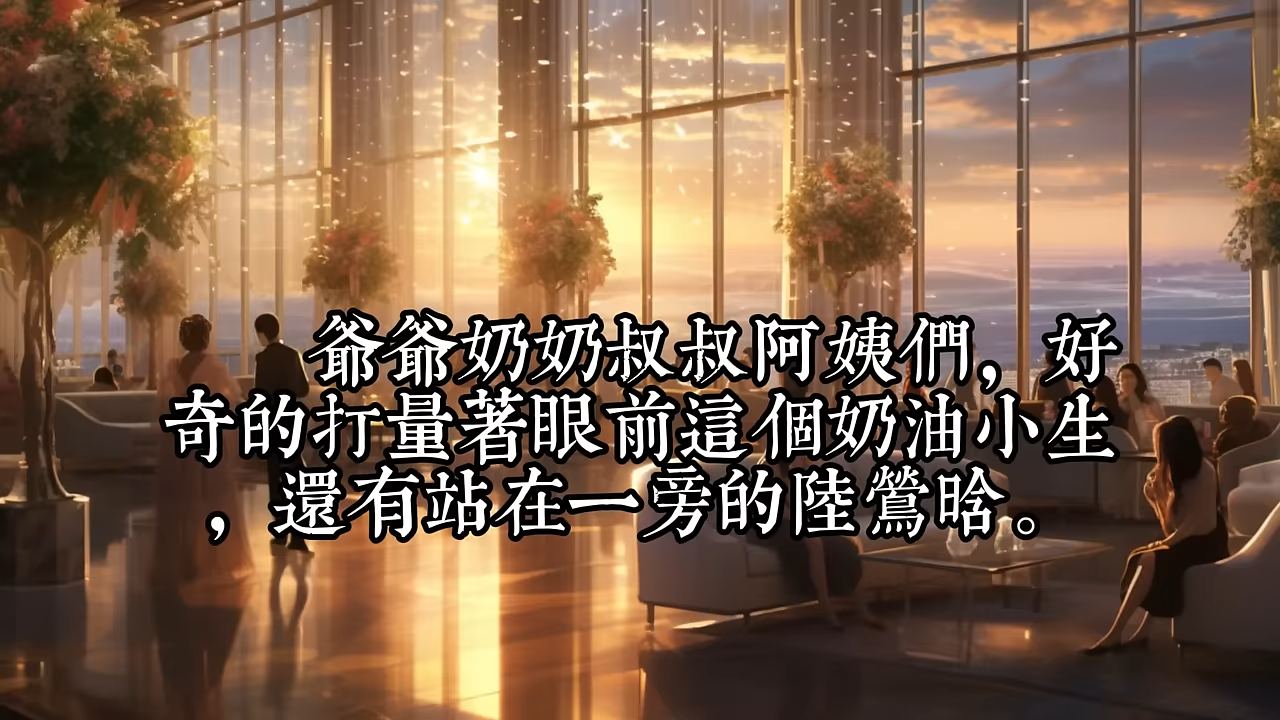 爺爺奶奶叔叔阿姨們，好
奇的打量著眼前這個奶油小生
，還有站在一旁的陸鶯晗。